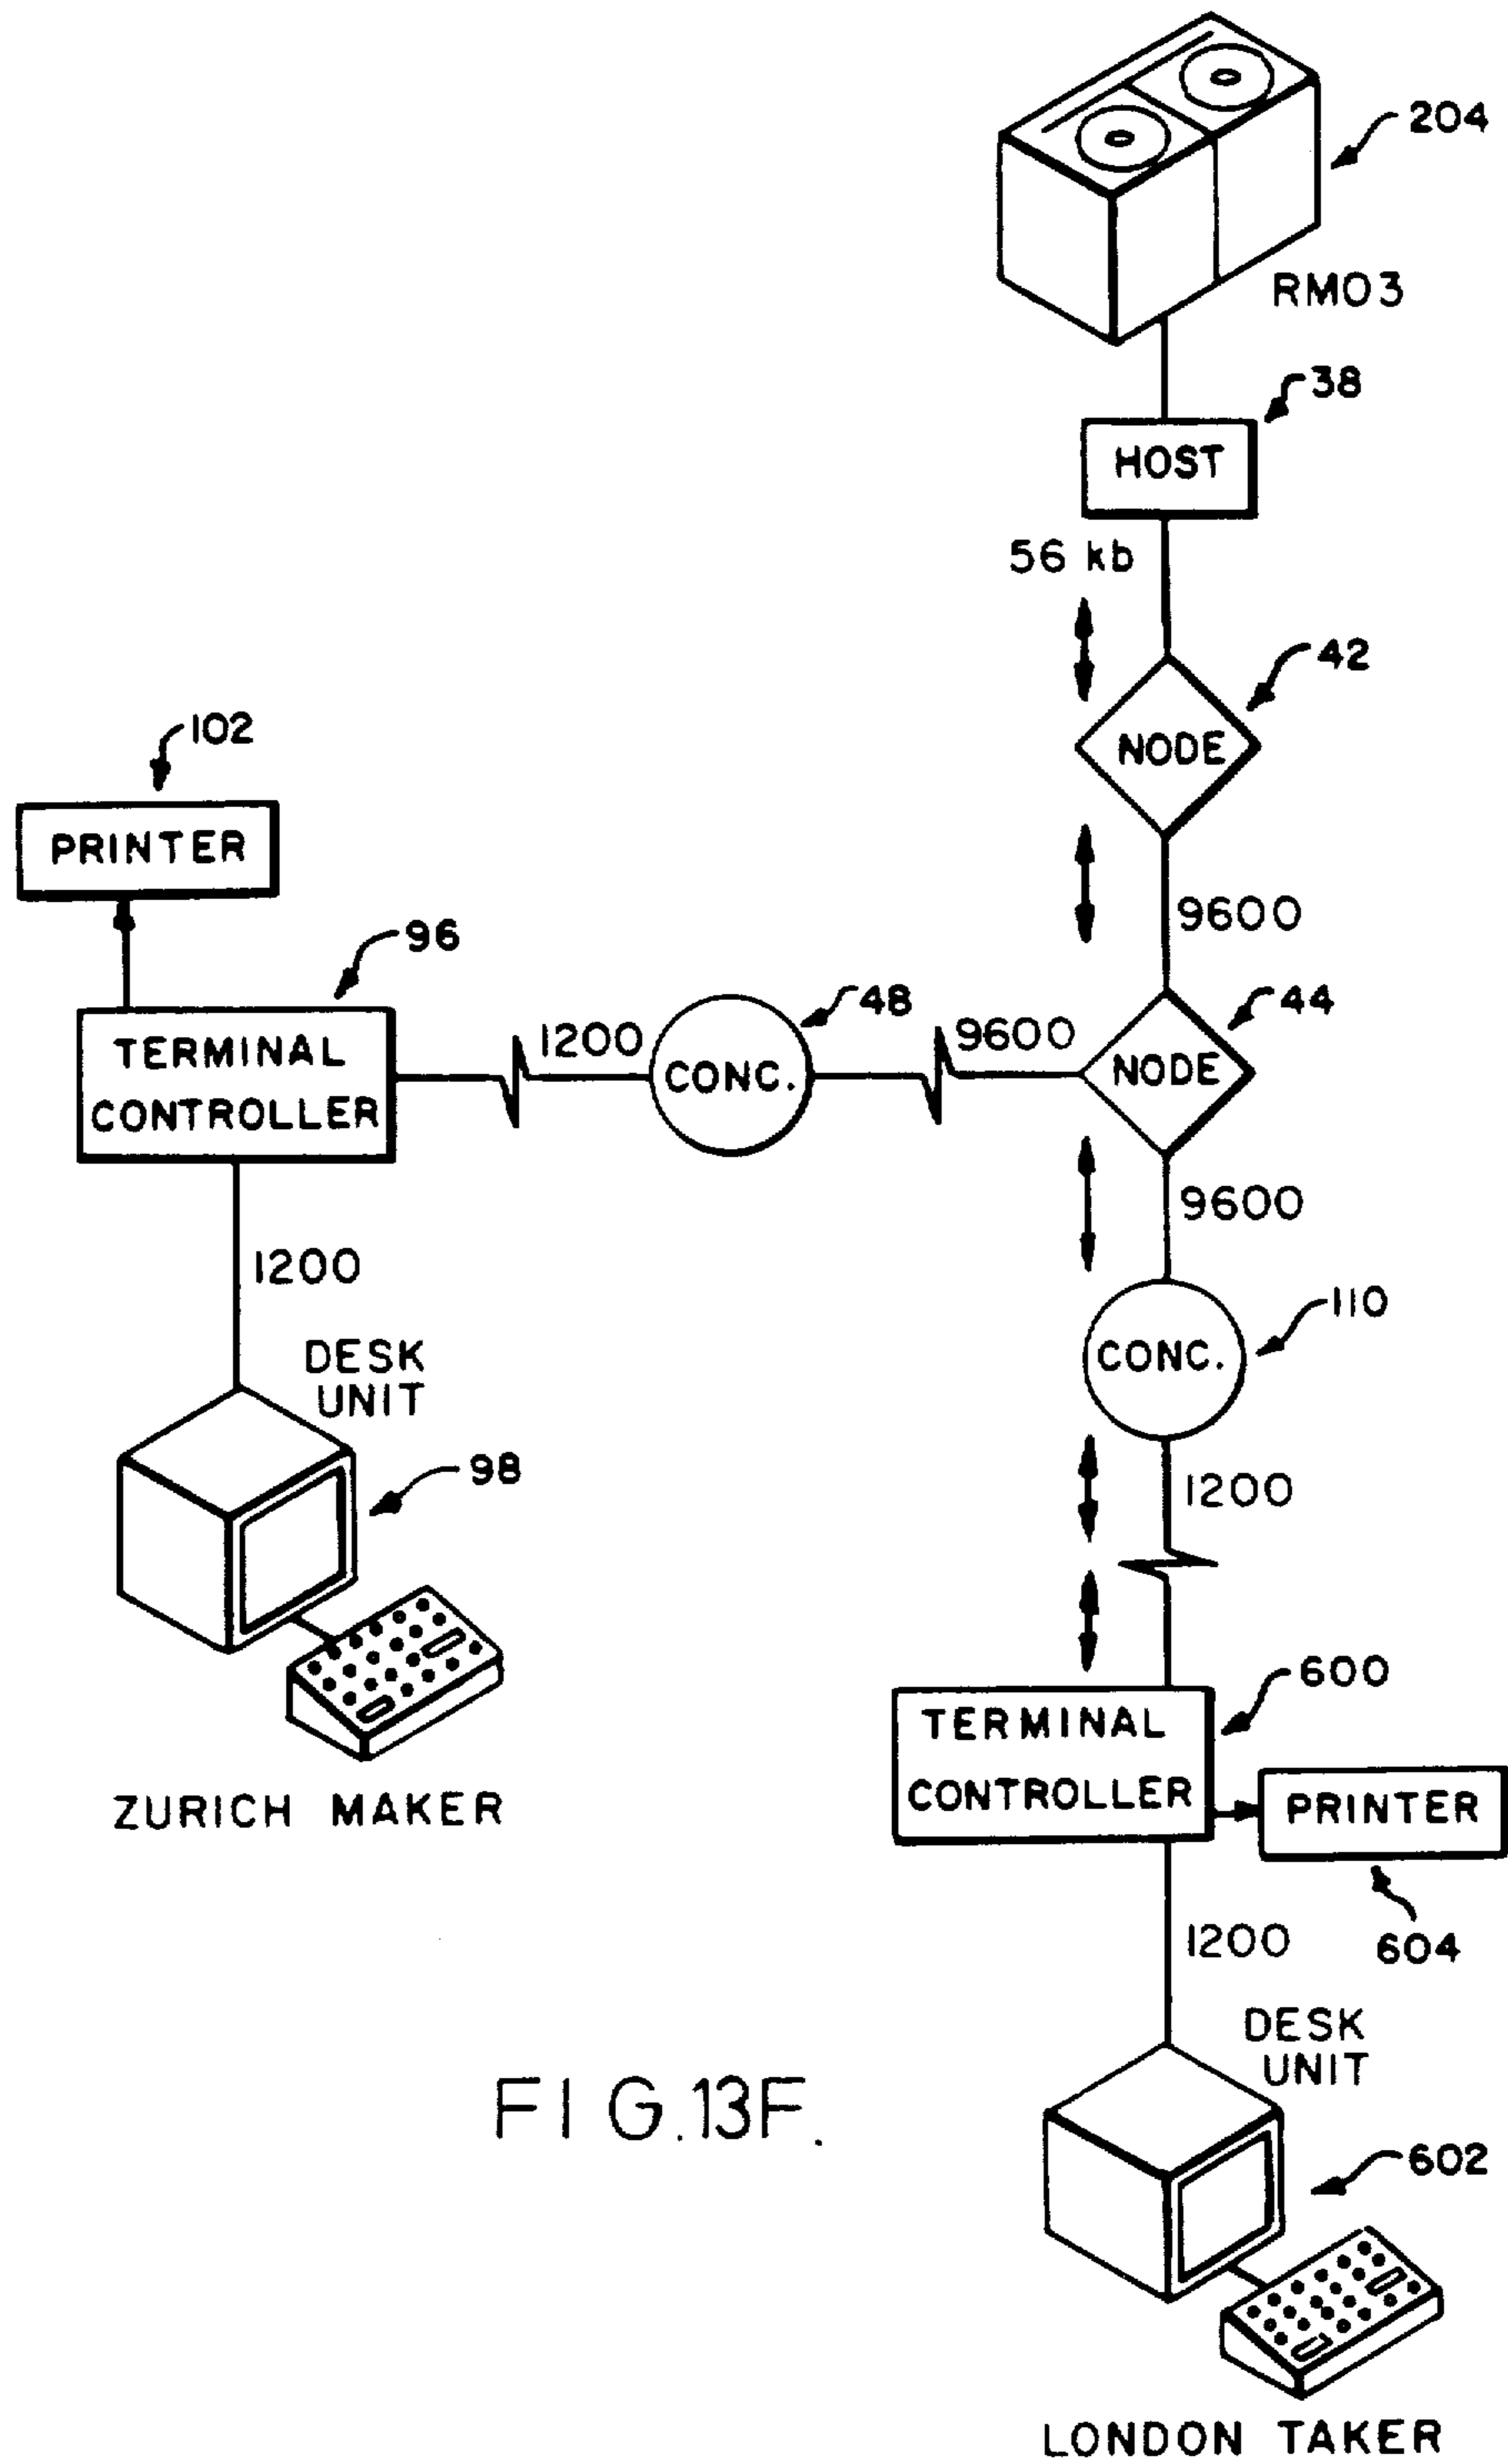 204
RM03
38
HOST
56 kb
42
NODE
102
PRINTER
9600
96
TERMINAL
CONTROLLER
1200
48
CONC.
9600
44
NODE
9600
1200
110
CONC.
DESK
UNIT
98
1200
ZURICH MAKER
600
TERMINAL
CONTROLLER
PRINTER
604
1200
DESK
UNIT
602
LONDON TAKER
FIG.13F.